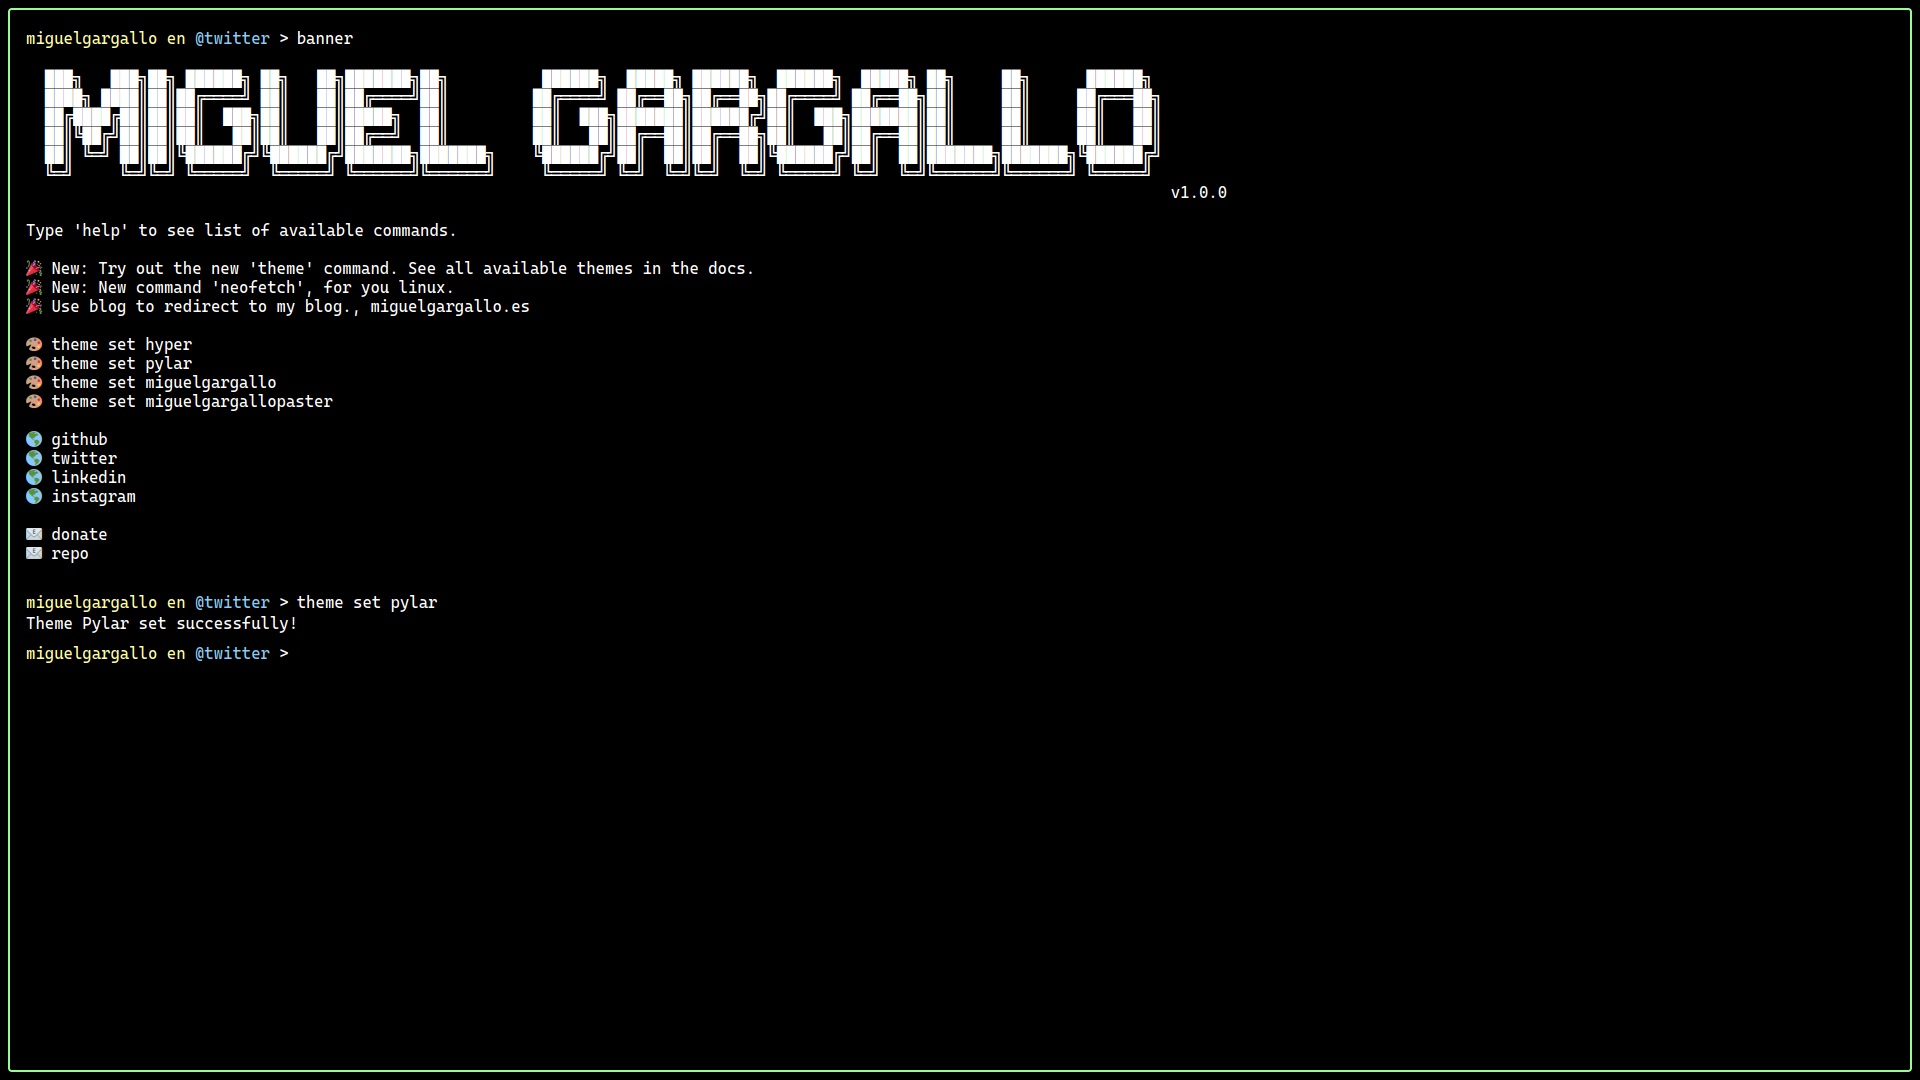 miguelgargallo en @twitter > banner
MIGUEL GARGALLO
v1.0.0
Type 'help' to see list of available commands.
🎉 New: Try out the new 'theme' command. See all available themes in the docs.
🎉 New: New command 'neofetch', for you linux.
🎉 Use blog to redirect to my blog., miguelgargallo.es
🎨 theme set hyper
🎨 theme set pylar
🎨 theme set miguelgargallo
🎨 theme set miguelgargallopaster
🌎 github
🌎 twitter
🌎 linkedin
🌎 instagram
📧 donate
📧 repo
miguelgargallo en @twitter > theme set pylar
Theme Pylar set successfully!
miguelgargallo en @twitter >